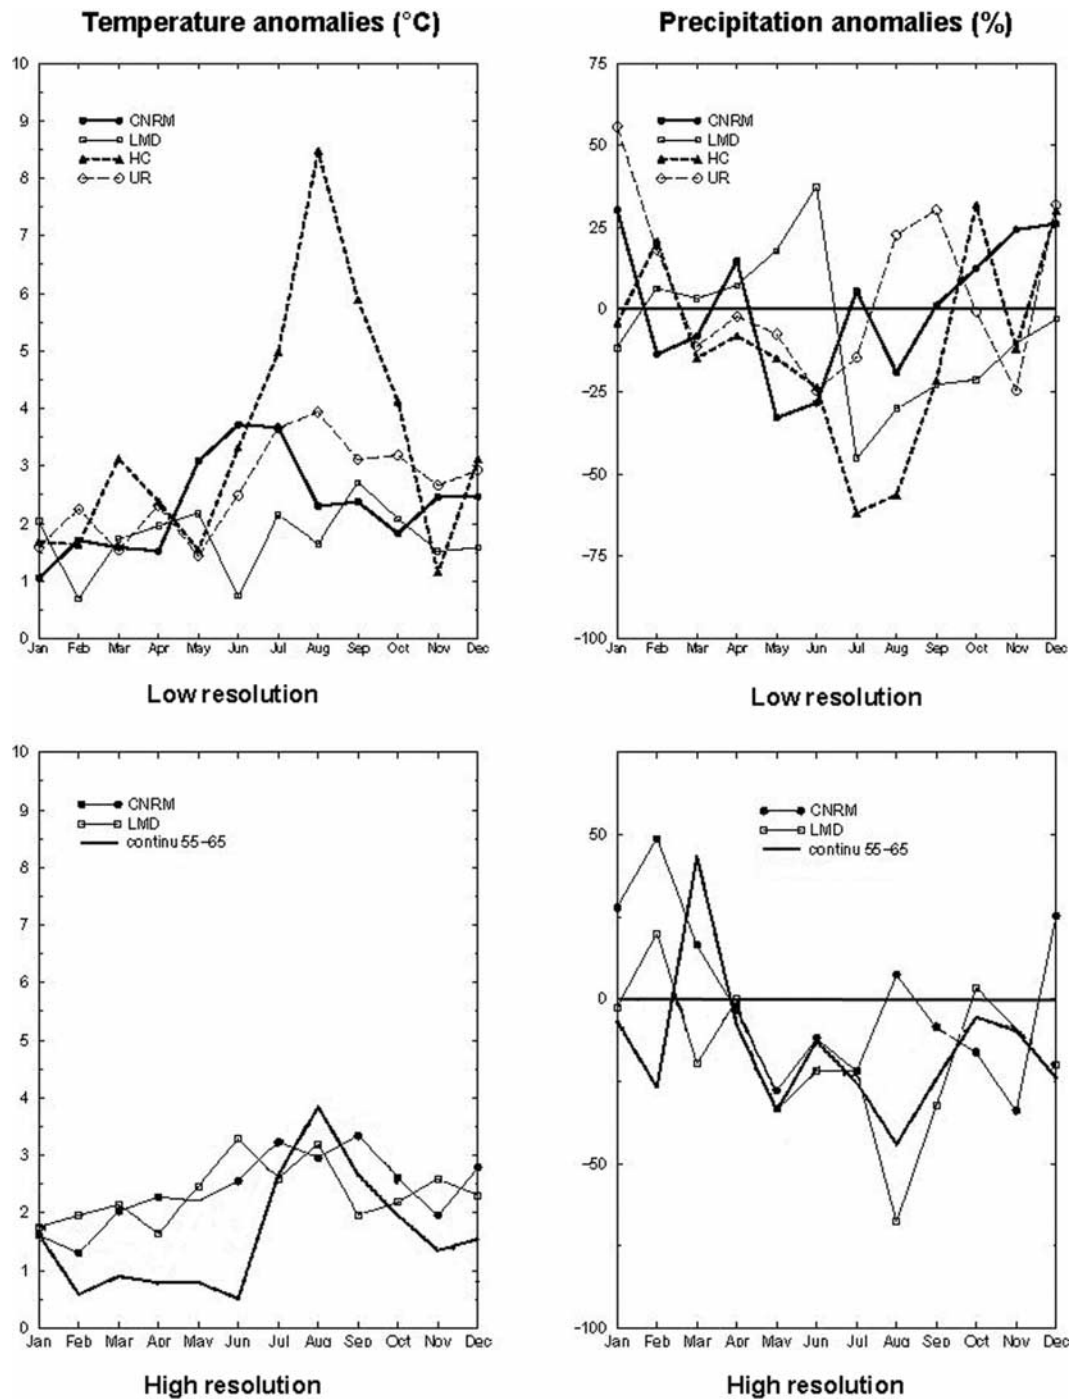 Temperature anomalies (°C)
Precipitation anomalies (%)
10
9
8
7
6
5
4
3
2
1
0
CNRM
LMD
HC
UR
Jan Feb Mar Apr May Jun Jul Aug Sep Oct Nov Dec
Low resolution
75
50
25
0
−25
−50
−75
−100
CNRM
LMD
HC
UR
Jan Feb Mar Apr May Jun Jul Aug Sep Oct Nov Dec
Low resolution
10
9
8
7
6
5
4
3
2
1
0
CNRM
LMD
continu 55−65
Jan Feb Mar Apr May Jun Jul Aug Sep Oct Nov Dec
High resolution
50
0
−50
−100
CNRM
LMD
continu 55−65
Jan Feb Mar Apr May Jun Jul Aug Sep Oct Nov Dec
High resolution